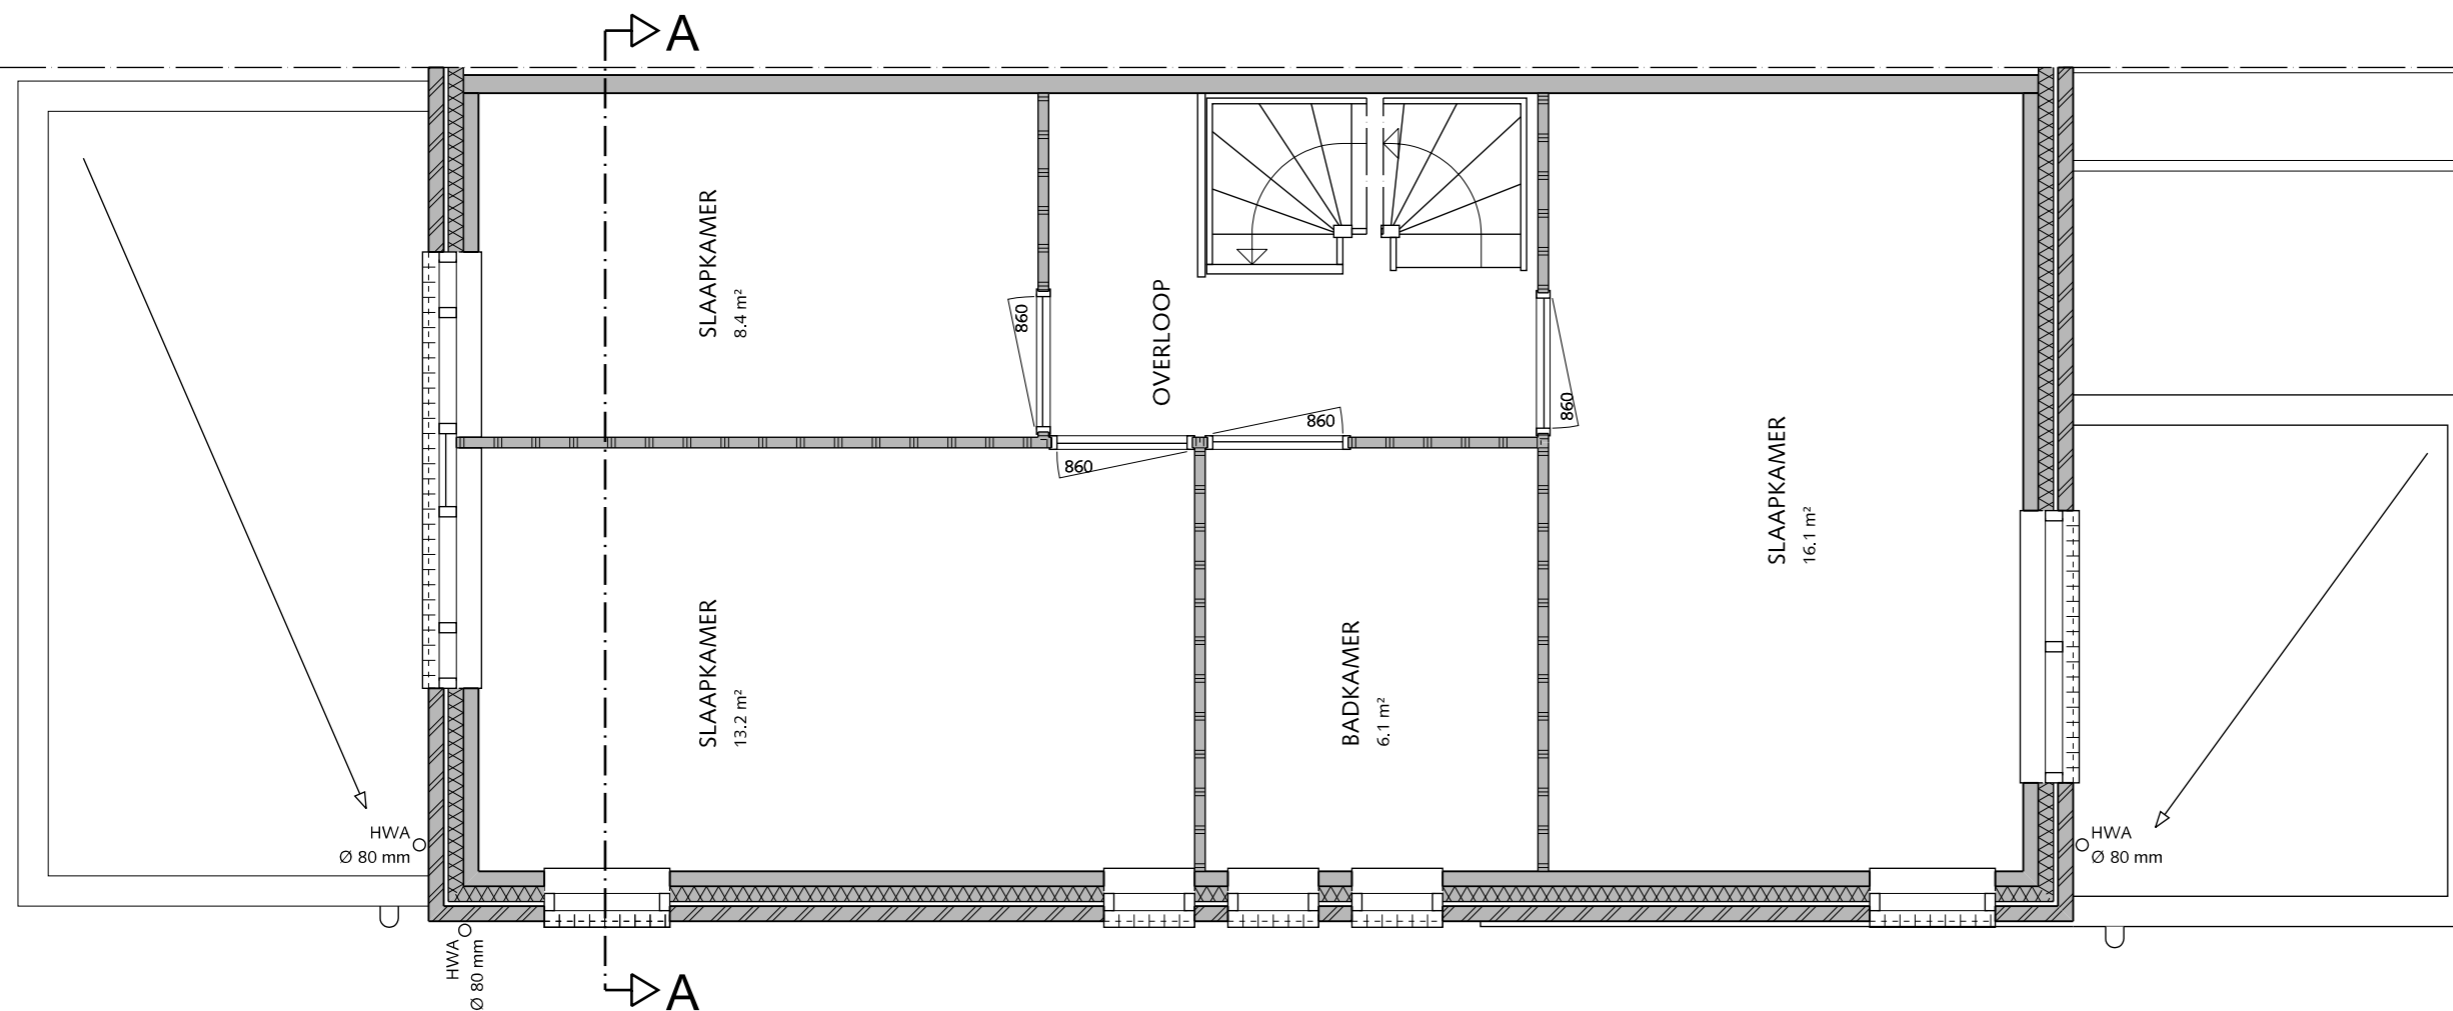 A
SLAAPKAMER
8.4 m²
860
OVERLOOP
860
860
860
SLAAPKAMER
16.1 m²
SLAAPKAMER
13.2 m²
BADKAMER
6.1 m²
HWA
Ø 80 mm
HWA
Ø 80 mm
HWA
Ø 80 mm
A